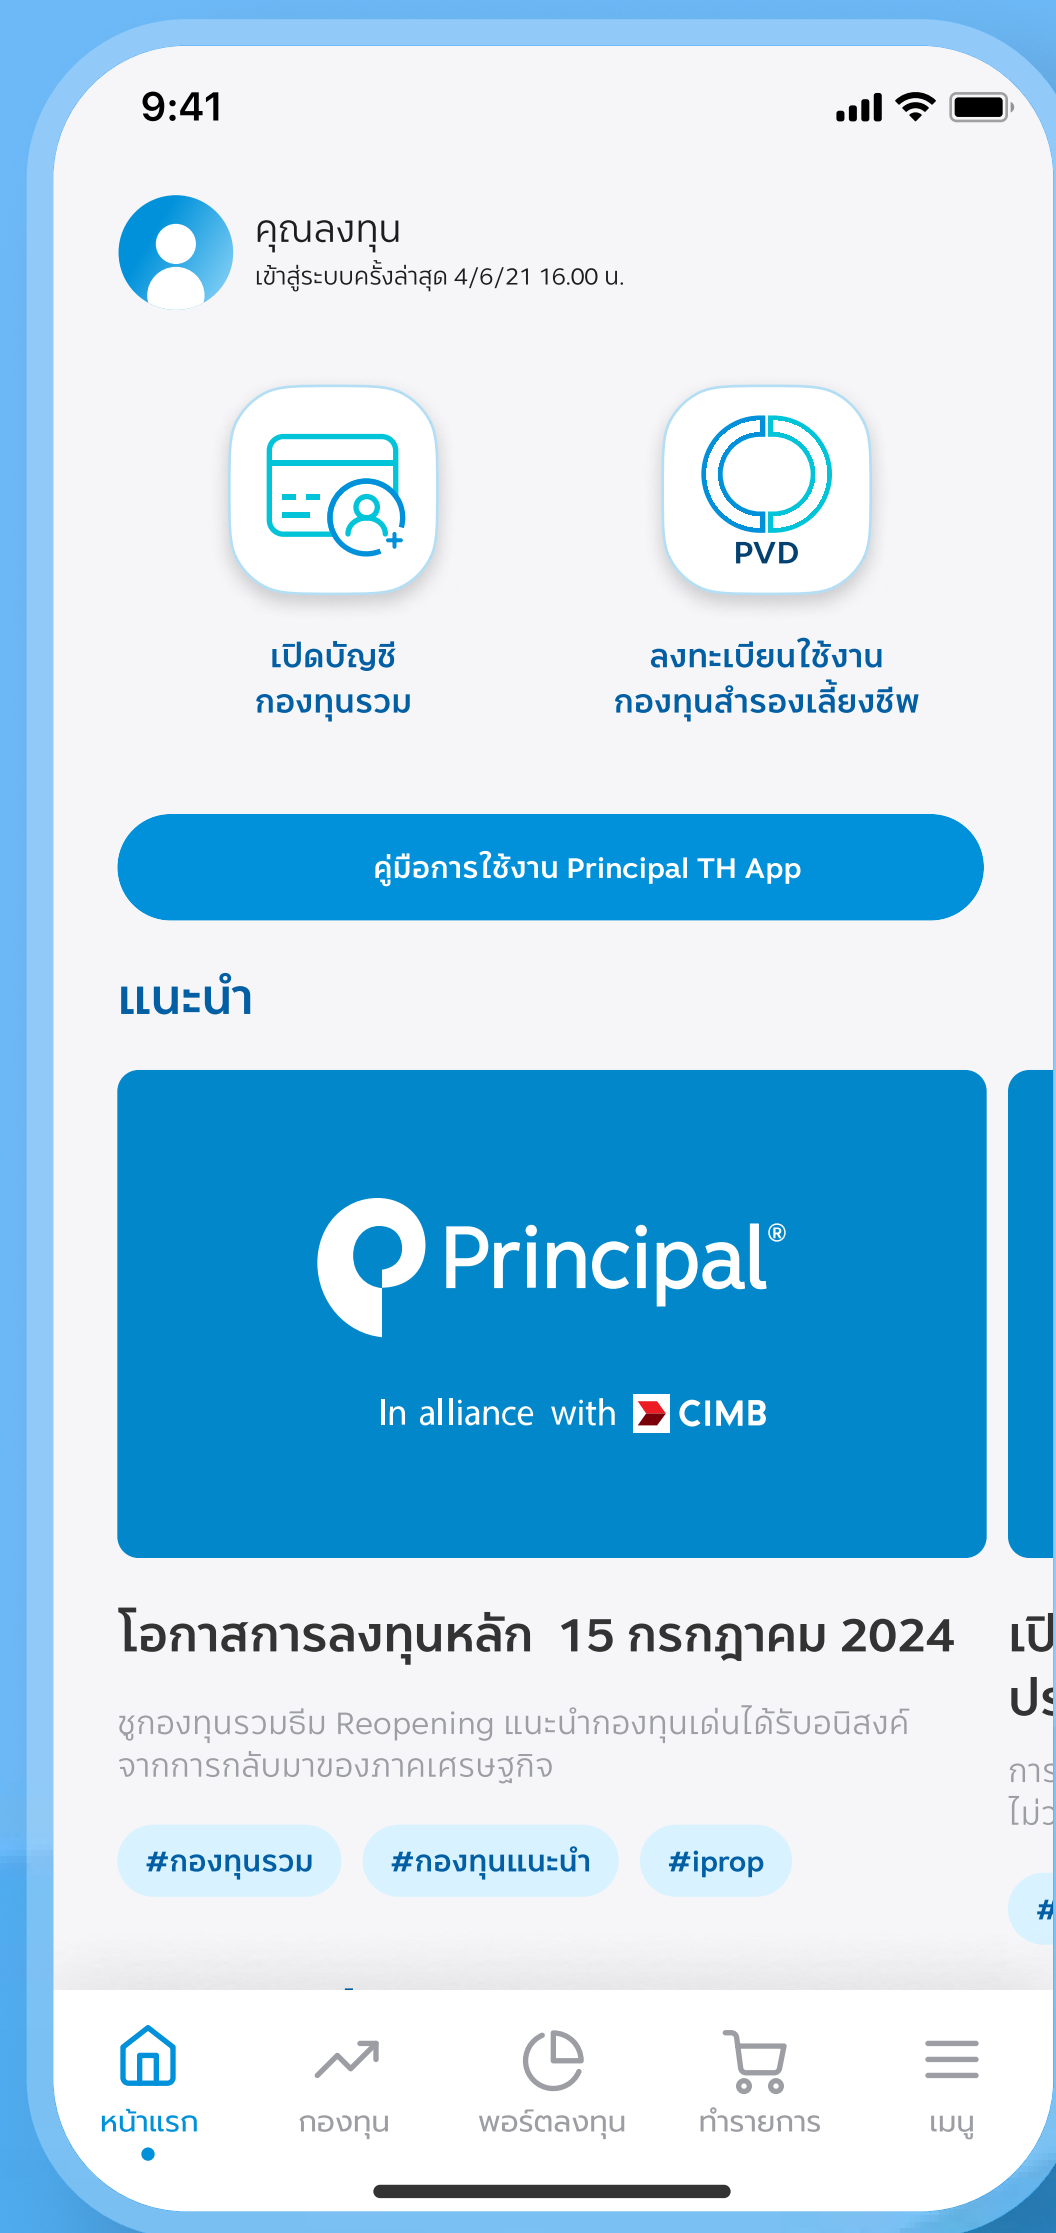 9:41
คุณลงทุน
เข้าสู่ระบบครั้งล่าสุด 4/6/21 16.00 น.
PVD
เปิดบัญชี
กองทุนรวม
ลงทะเบียนใช้งาน
กองทุนสำรองเลี้ยงชีพ
คู่มือการใช้งาน Principal TH App
แนะนำ
Principal®
In alliance with CIMB
โอกาสการลงทุนหลัก 15 กรกฎาคม 2024
ชูกองทุนรวมธีม Reopening แนะนำกองทุนเด่นได้รับอนิสงค์
จากการกลับมาของภาคเศรษฐกิจ
#กองทุนรวม #กองทุนแนะนำ #iprop
หน้าแรก กองทุน พอร์ตลงทุน ทำรายการ เมนู